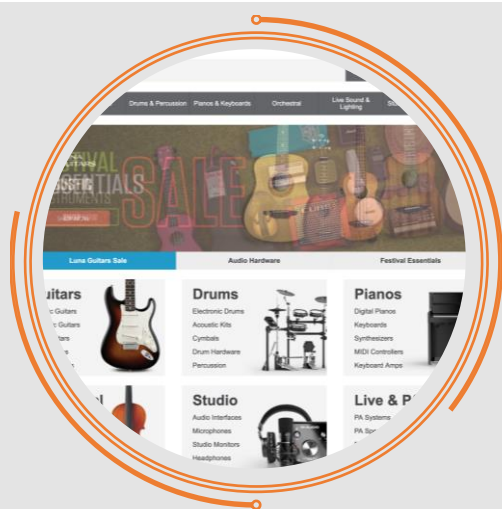 Drums & Percussion
Pianos & Keyboards
Orchestral
Live Sound &
Lighting
SALE
Luna Guitars Sale
Audio Hardware
Festival Essentials
Drums
Electronic Drums
Acoustic Kits
Cymbals
Drum Hardware
Percussion
Pianos
Digital Pianos
Keyboards
Synthesizers
MIDI Controllers
Keyboard Amps
Studio
Audio Interfaces
Microphones
Studio Monitors
Headphones
Live &
PA Systems
PA